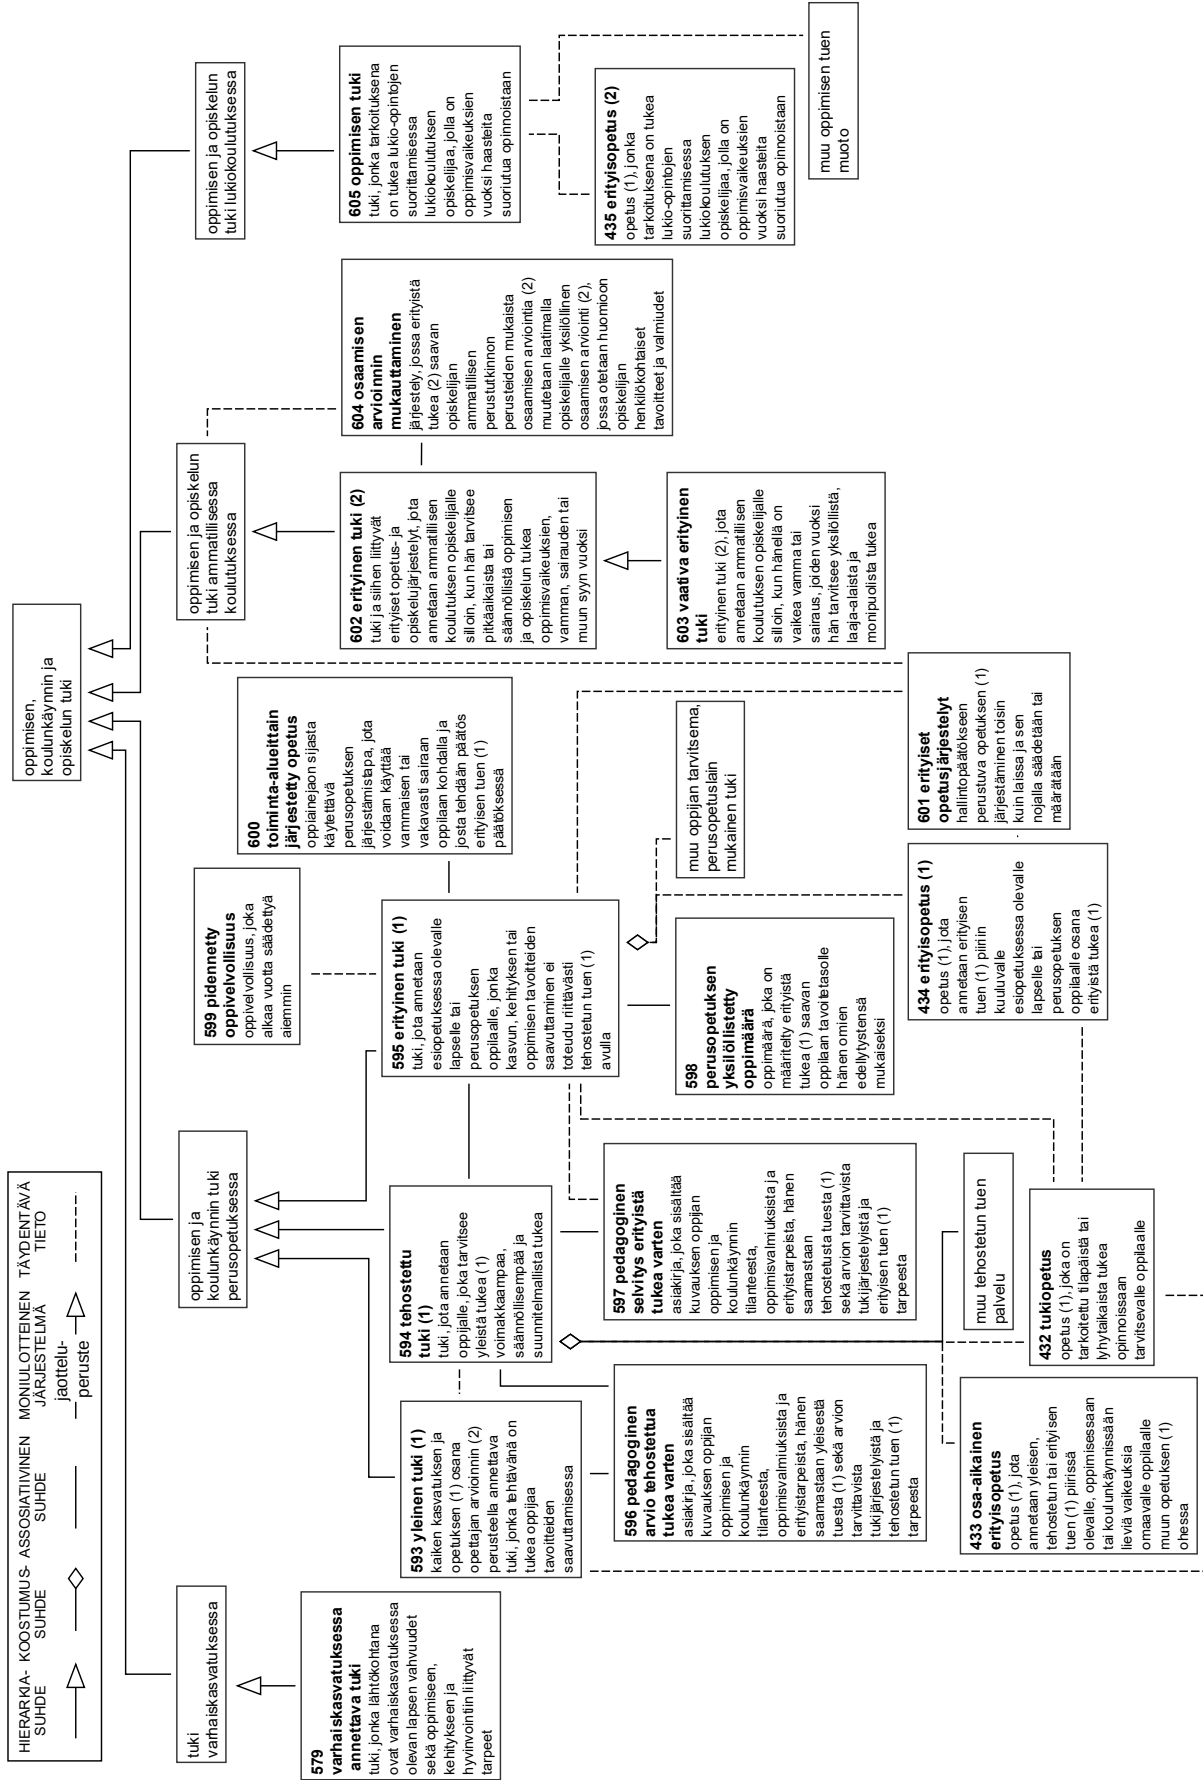 HIERARKIA-
SUHDE
KOOSTUMUS-
SUHDE
ASSOSIATIIVINEN
SUHDE
MONIULOTTEINEN
JÄRJESTELMÄ
jaottelu-
peruste
TÄYDENTÄVÄ
TIETO
oppimisen,
koulunkäynnin ja
opiskelun tuki
tuki
varhaiskasvatuksessa
579
varhaiskasvatuksessa
annettava tuki
tuki, jonka lähtökohtana
ovat varhaiskasvatuksessa
olevan lapsen vahvuudet
sekä oppimiseen,
kehitykseen ja
hyvinvointiin liittyvät
tarpeet
oppimisen ja
koulunkäynnin tuki
perusopetuksessa
593 yleinen tuki (1)
kaiken kasvatuksen ja
opetuksen (1) osana
opettajan arvioinnin (2)
perusteella annettava
tuki, jonka tehtävänä on
tukea oppijaa
tavoitteiden
saavuttamisessa
594 tehostettu
tuki (1)
tuki, jota annetaan
oppijalle, joka tarvitsee
yleistä tukea (1)
voimakkaampaa,
säännöllisempää ja
suunnitelmallista tukea
595 erityinen tuki (1)
tuki, jota annetaan
esiopetuksessa olevalle
lapselle tai
perusopetuksen
oppilaalle, jonka
kasvun, kehityksen tai
oppimisen tavoitteiden
saavuttaminen ei
toteudu riittävästi
tehostetun tuen (1)
avulla
596 pedagoginen
arvio tehostettua
tukea varten
asiakirja, joka sisältää
kuvauksen oppijan
oppimisen ja
koulunkäynnin
tilanteesta,
oppimisvalmiuksista ja
erityistarpeista, hänen
saamastaan yleisestä
tuesta (1) sekä arvion
tarvittavista
tukijärjestelyistä ja
tehostetun tuen (1)
tarpeesta
597 pedagoginen
selvitys erityistä
tukea varten
asiakirja, joka sisältää
kuvauksen oppijan
oppimisen ja
koulunkäynnin
tilanteesta,
oppimisvalmiuksista ja
erityistarpeista, hänen
saamastaan
tehostetusta tuesta (1)
sekä arvion tarvittavista
tukijärjestelyistä ja
erityisen tuen (1)
tarpeesta
598
perusopetuksen
yksilöllistetty
oppimäärä
oppimäärä, joka on
määritelty erityistä
tukea (1) saavan
oppilaan tavoitetasolle
hänen omien
edellytystensä
mukaiseksi
599 pidennetty
oppivelvollisuus
oppivelvollisuus, joka
alkaa vuotta säädettyä
aiemmin
600
toiminta-alueittain
järjestetty opetus
oppiainejaon sijasta
käytettävä
perusopetuksen
järjestämistapa, jota
voidaan käyttää
vammaisen tai
vakavasti sairaan
oppilaan kohdalla ja
josta tehdään päätös
erityisen tuen (1)
päätöksessä
muu oppijan tarvitsema,
perusopetuslain
mukainen tuki
433 osa-aikainen
erityisopetus
opetus (1), jota
annetaan yleisen,
tehostetun tai erityisen
tuen (1) piirissä
olevalle, oppimisessaan
tai koulunkäynnissään
lieviä vaikeuksia
omaavalle oppilaalle
muun opetuksen (1)
ohessa
muu tehostetun tuen
palvelu
432 tukiopetus
opetus (1), joka on
tarkoitettu tilapäistä tai
lyhytaikaista tukea
opinnoissaan
tarvitsevalle oppilaalle
434 erityisopetus (1)
opetus (1), jota
annetaan erityisen
tuen (1) piiriin
kuuluvalle
esiopetuksessa olevalle
lapselle tai
perusopetuksen
oppilaalle osana
erityistä tukea (1)
601 erityiset
opetusjärjestelyt
hallintopäätökseen
perustuva opetuksen (1)
järjestäminen toisin
kuin laissa ja sen
nojalla säädetään tai
määrätään
oppimisen ja opiskelun
tuki ammatillisessa
koulutuksessa
602 erityinen tuki (2)
tuki ja siihen liittyvät
erityiset opetus- ja
opiskelujärjestelyt, jota
annetaan ammatillisen
koulutuksen opiskelijalle
silloin, kun hän tarvitsee
pitkäaikaista tai
säännöllistä oppimisen
ja opiskelun tukea
oppimisvaikeuksien,
vamman, sairauden tai
muun syyn vuoksi
603 vaativa erityinen
tuki
erityinen tuki (2), jota
annetaan ammatillisen
koulutuksen opiskelijalle
silloin, kun hänellä on
vaikea vamma tai
sairaus, joiden vuoksi
hän tarvitsee yksilöllistä,
laaja-alaista ja
monipuolista tukea
604 osaamisen
arvioinnin
mukauttaminen
järjestely, jossa erityistä
tukea (2) saavan
opiskelijan
ammatillisen
perustutkinnon
perusteiden mukaista
osaamisen arviointia (2)
muutetaan laatimalla
opiskelijalle yksilöllinen
osaamisen arviointi (2),
jossa otetaan huomioon
opiskelijan
henkilökohtaiset
tavoitteet ja valmiudet
oppimisen ja opiskelun
tuki lukiokoulutuksessa
605 oppimisen tuki
tuki, jonka tarkoituksena
on tukea lukio-opintojen
suorittamisessa
lukiokoulutuksen
opiskelijaa, jolla on
oppimisvaikeuksien
vuoksi haasteita
suoriutua opinnoistaan
435 erityisopetus (2)
opetus (1), jonka
tarkoituksena on tukea
lukio-opintojen
suorittamisessa
lukiokoulutuksen
opiskelijaa, jolla on
oppimisvaikeuksien
vuoksi haasteita
suoriutua opinnoistaan
muu oppimisen tuen
muoto